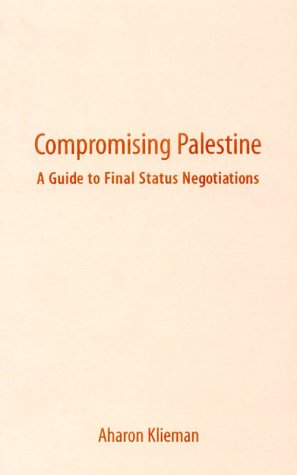 Compromising Palestine
A Guide to Final Status Negotiations
Aharon Klieman